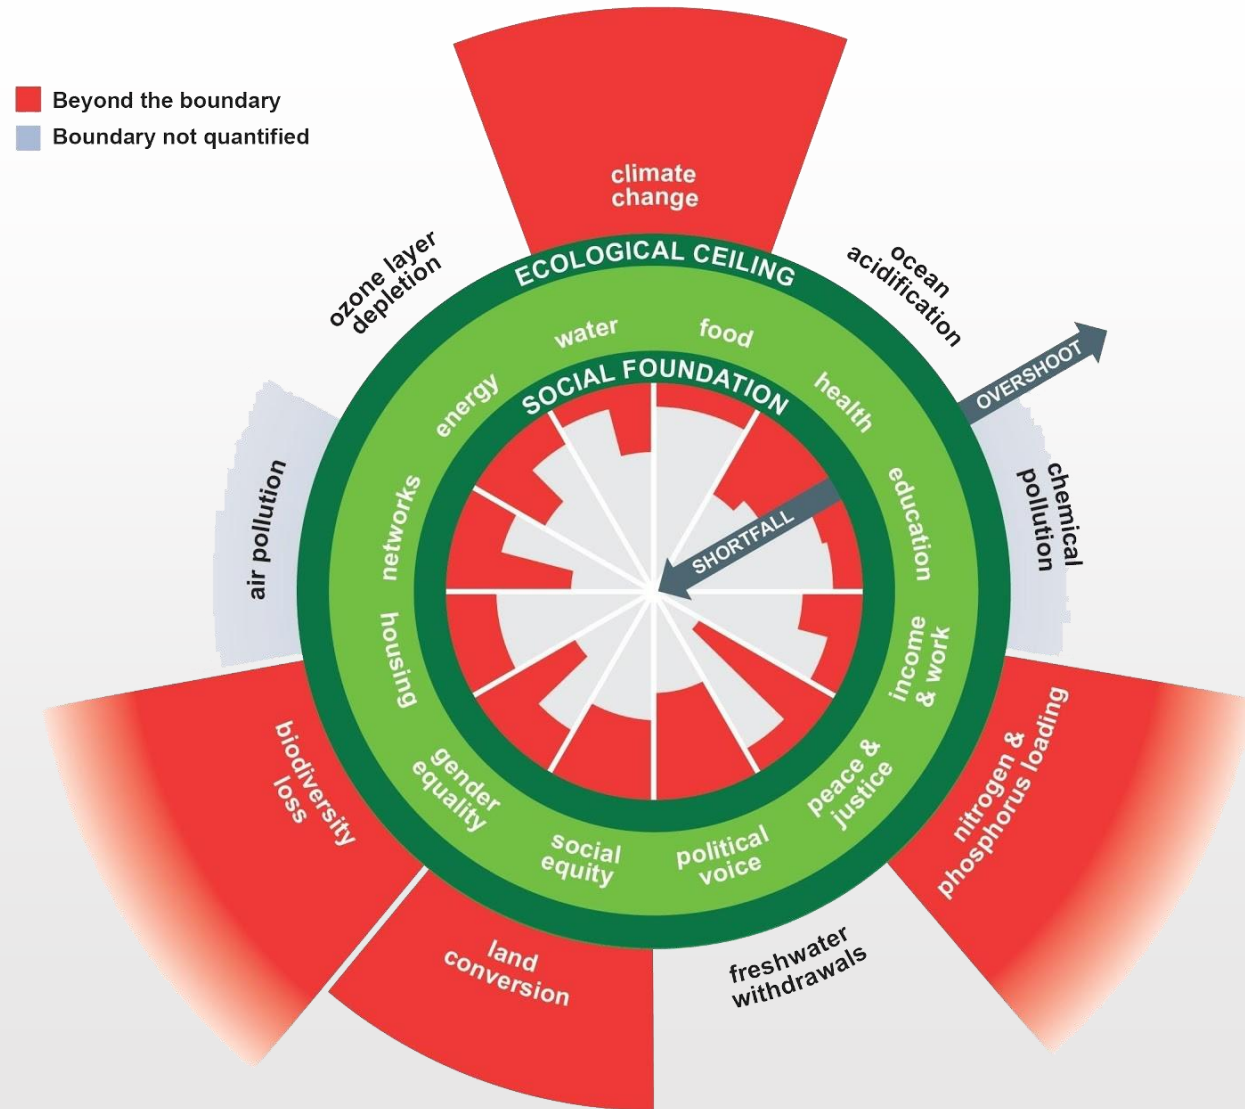 Beyond the boundary
Boundary not quantified
climate
change
ozone layer
depletion
ocean
acidification
ECOLOGICAL CEILING
OVERSHOOT
water
food
SOCIAL FOUNDATION
energy
health
networks
education
air pollution
chemical
pollution
SHORTFALL
housing
income
& work
biodiversity
loss
nitrogen &
phosphorus loading
gender
equality
peace &
justice
social
equity
political
voice
land
conversion
freshwater
withdrawals